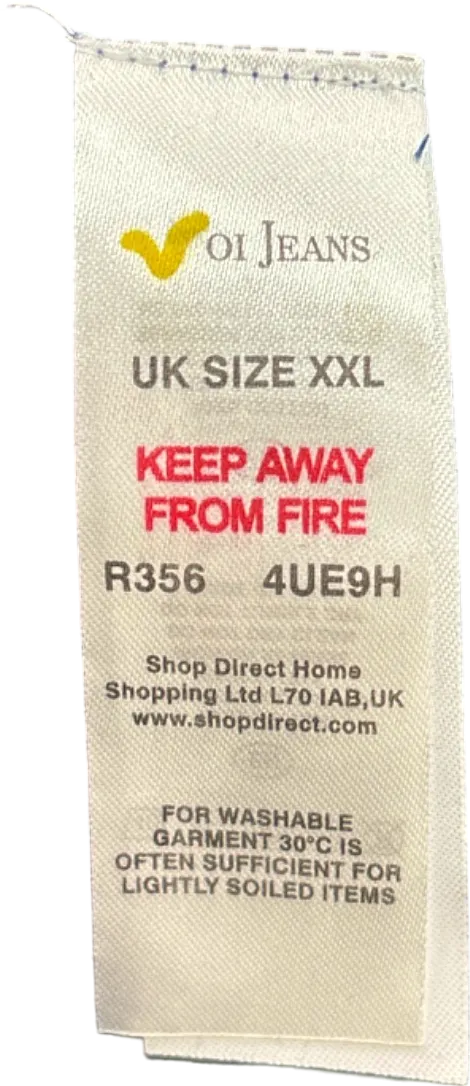 VOI JEANS
UK SIZE XXL
KEEP AWAY
FROM FIRE
R356 4UE9H
Shop Direct Home
Shopping Ltd L70 IAB,UK
www.shopdirect.com
FOR WASHABLE
GARMENT 30°C IS
OFTEN SUFFICIENT FOR
LIGHTLY SOILED ITEMS